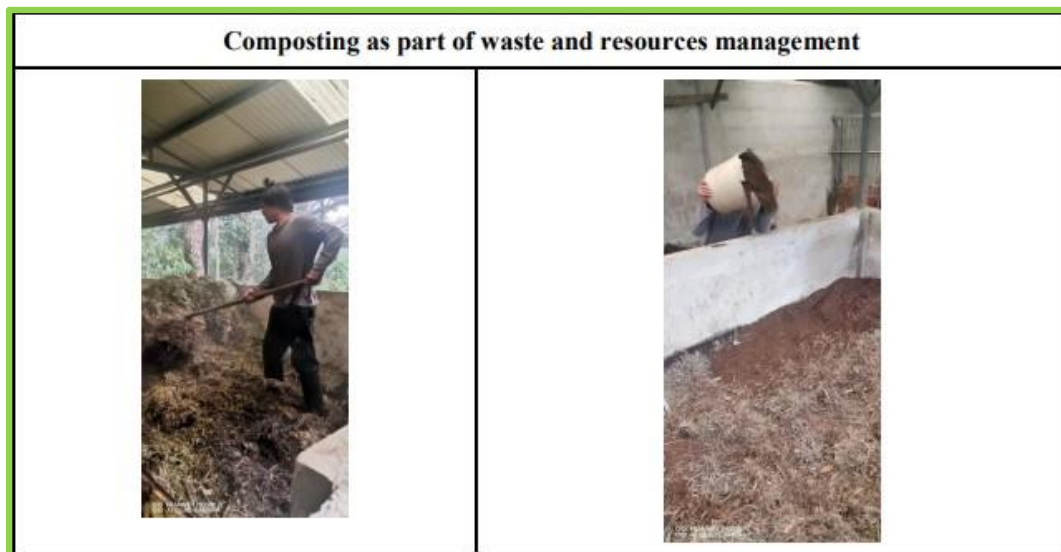 Composting as part of waste and resources management